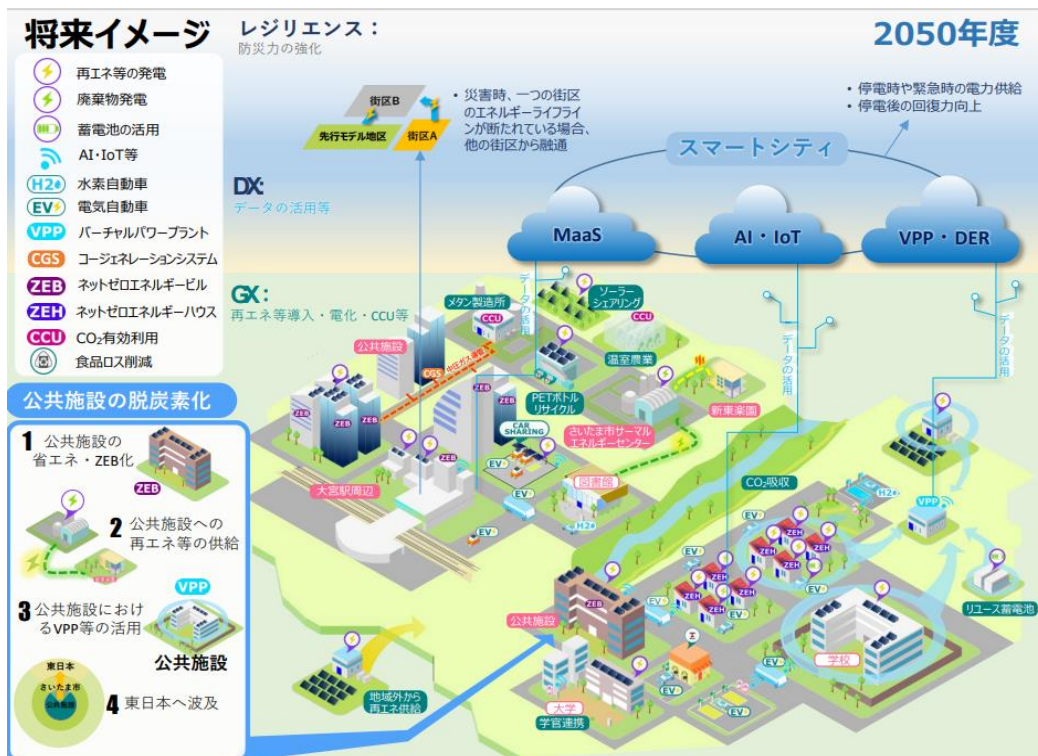 将来イメージ
再エネ等の発電
廃棄物発電
蓄電池の活用
AI・IoT等
H2 水素自動車
EV 電気自動車
VPP バーチャルパワープラント
CGS コージェネレーションシステム
ZEB ネットゼロエネルギービル
ZEH ネットゼロエネルギーハウス
CCU CO₂有効利用
食品ロス削減
レジリエンス：
防災力の強化
2050年度
街区B
先行モデル地区
街区A
・災害時、一つの街区
のエネルギーライフライ
ンが断たれている場合、
他の街区から融通
・停電時や緊急時の電力供給
・停電後の回復力向上
スマートシティ
DX:
データの活用等
MaaS
AI・IoT
VPP・DER
GX：
再エネ等導入・電化・CCU等
データの活用
データの活用
データの活用
メタン製造所
CCU
ソーラー
シェアリング
CCU
温室農業
公共施設
CGS
中圧ガス導管
ZEB
ZEB
ZEB
ZEB
ZEB
ZEB
PETボトル
リサイクル
CAR
SHARING
さいたま市サーマル
エネルギーセンター
新東楽園
大宮駅周辺
EV
EV
EV
図書館
H2
CO₂吸収
H2
EV
EV
EV
EV
EV
EV
ZEH
ZEH
ZEH
ZEH
ZEH
ZEH
ZEH
ZEH
VPP
リユース蓄電池
公共施設
ZEB
学校
大学
学官連携
地域外から
再エネ供給
公共施設の脱炭素化
1 公共施設の
省エネ・ZEB化
ZEB
2 公共施設への
再エネ等の供給
3 公共施設におけ
るVPP等の活用
VPP
公共施設
東日本
さいたま市
公共施設
4 東日本へ波及